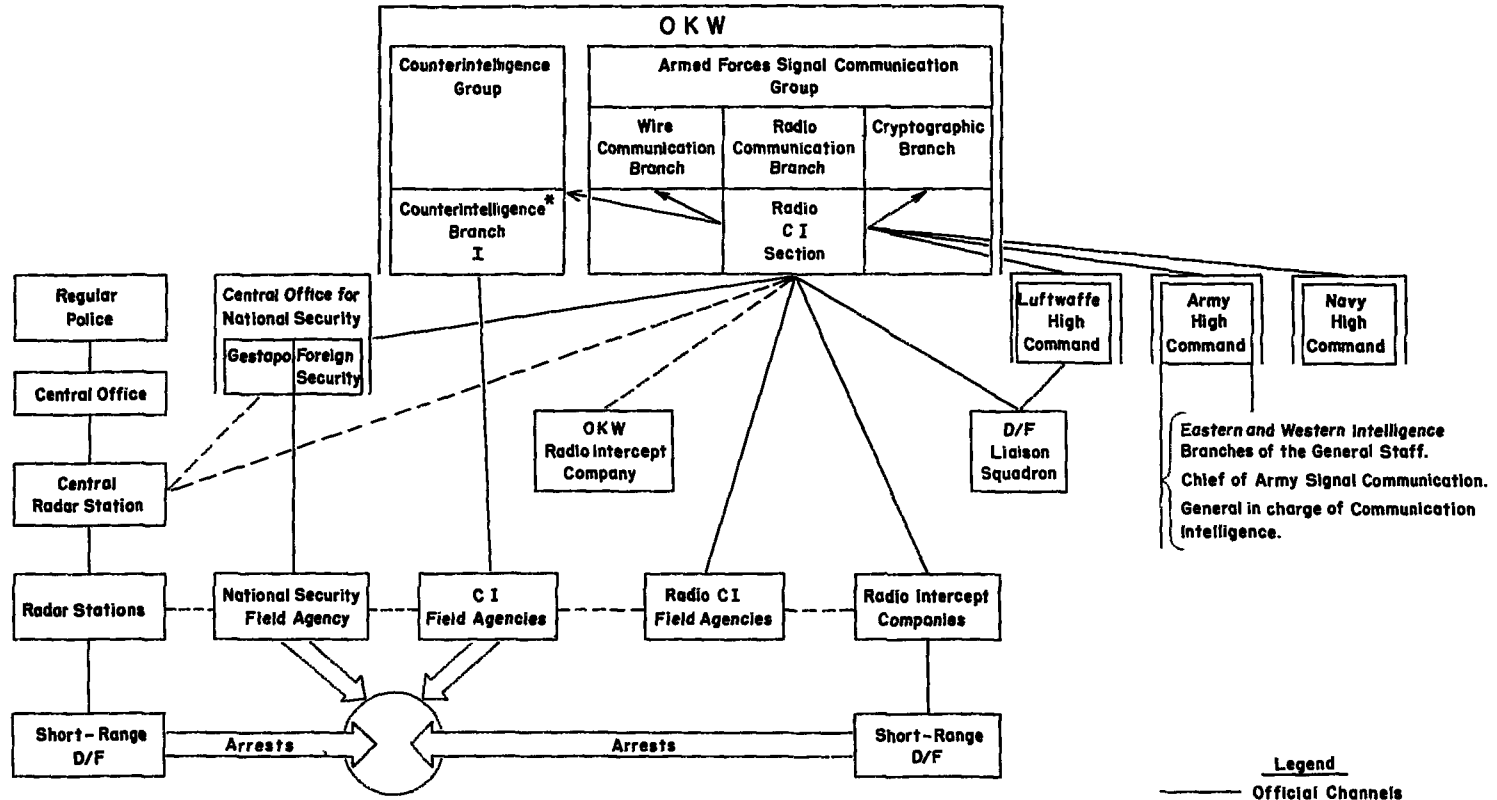 OKW
Counterintelligence
Group
Armed Forces Signal Communication
Group
Wire
Communication
Branch
Radio
Communication
Branch
Cryptographic
Branch
Counterintelligence*
Branch
I
Radio
C I
Section
Regular
Police
Central Office for
National Security
Gestapo
Foreign
Security
Luftwaffe
High
Command
Army
High
Command
Navy
High
Command
Central Office
OKW
Radio Intercept
Company
D/F
Liaison
Squadron
Eastern and Western Intelligence
Branches of the General Staff.
Chief of Army Signal Communication.
General in charge of Communication
Intelligence.
Central
Radar Station
Radar Stations
National Security
Field Agency
C I
Field Agencies
Radio CI
Field Agencies
Radio Intercept
Companies
Short-Range
D/F
Arrests
Arrests
Short-Range
D/F
Legend
Official Channels